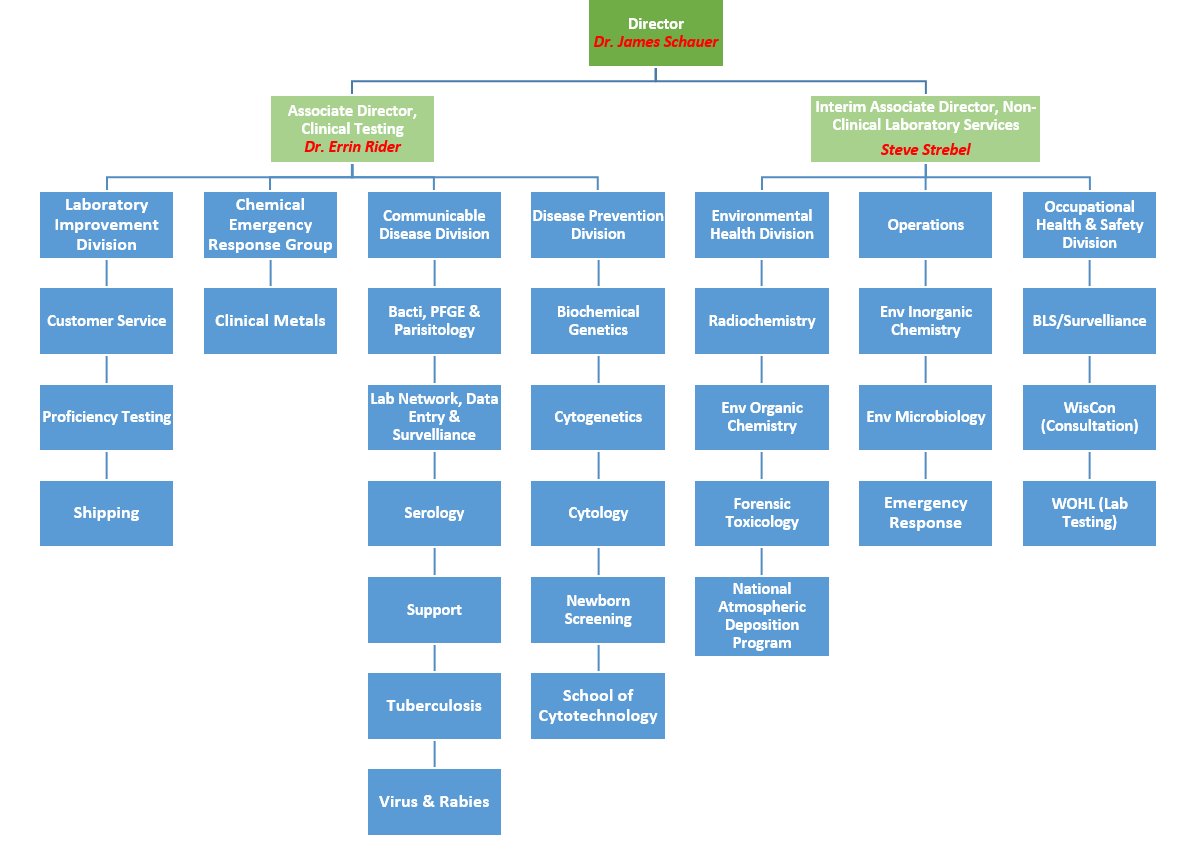 Director
Dr. James Schauer
Associate Director,
Clinical Testing
Dr. Errin Rider
Interim Associate Director, Non-
Clinical Laboratory Services
Steve Strebel
Laboratory
Improvement
Division
Chemical
Emergency
Response Group
Communicable
Disease Division
Disease Prevention
Division
Environmental
Health Division
Operations
Occupational
Health & Safety
Division
Customer Service
Clinical Metals
Bacti, PFGE &
Parisitology
Biochemical
Genetics
Radiochemistry
Env Inorganic
Chemistry
BLS/Survelliance
Proficiency Testing
Lab Network, Data
Entry &
Survelliance
Cytogenetics
Env Organic
Chemistry
Env Microbiology
WisCon
(Consultation)
Shipping
Serology
Cytology
Forensic
Toxicology
Emergency
Response
WOHL (Lab
Testing)
Support
Newborn
Screening
National
Atmospheric
Deposition
Program
Tuberculosis
School of
Cytotechnology
Virus & Rabies